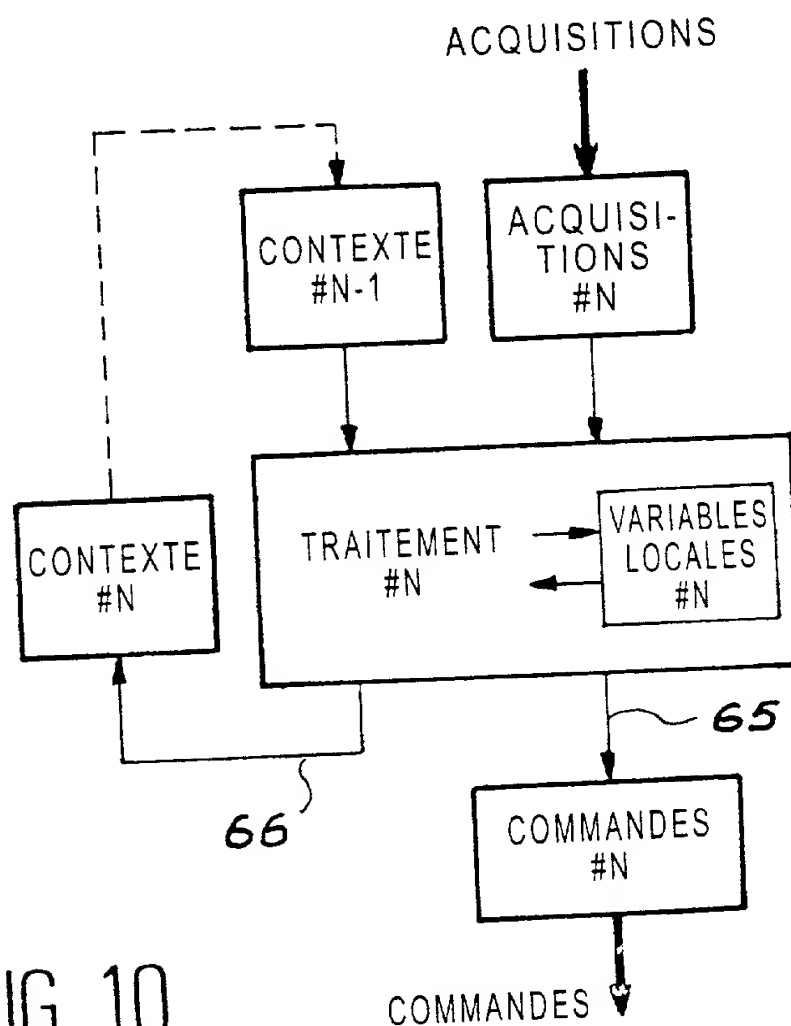 ACQUISITIONS
CONTEXTE
#N-1
ACQUISI-
TIONS
#N
CONTEXTE
#N
TRAITEMENT
#N
VARIABLES
LOCALES
#N
65
66
COMMANDES
#N
COMMANDES
IG. 10